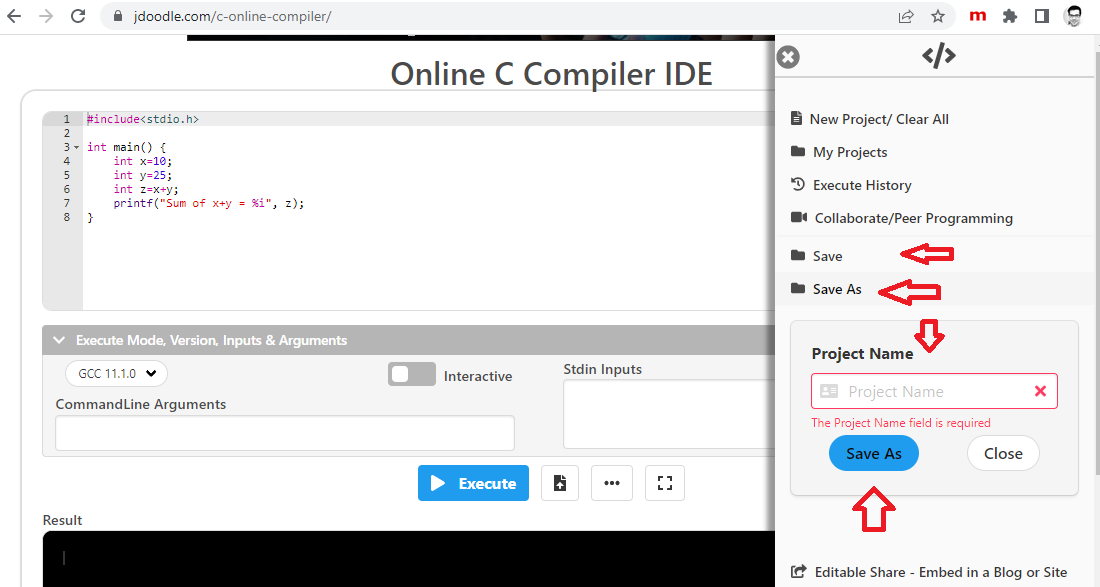 jdoodle.com/c-online-compiler/
m
Online C Compiler IDE
1 #include<stdio.h>
2
3 int main() {
4 int x=10;
5 int y=25;
6 int z=x+y;
7 printf("Sum of x+y = %i", z);
8 }
Execute Mode, Version, Inputs & Arguments
GCC 11.1.0
Interactive
Stdin Inputs
CommandLine Arguments
Execute
Result
</>
New Project/ Clear All
My Projects
Execute History
Collaborate/Peer Programming
Save
Save As
Project Name
Project Name
The Project Name field is required
Save As Close
Editable Share - Embed in a Blog or Site